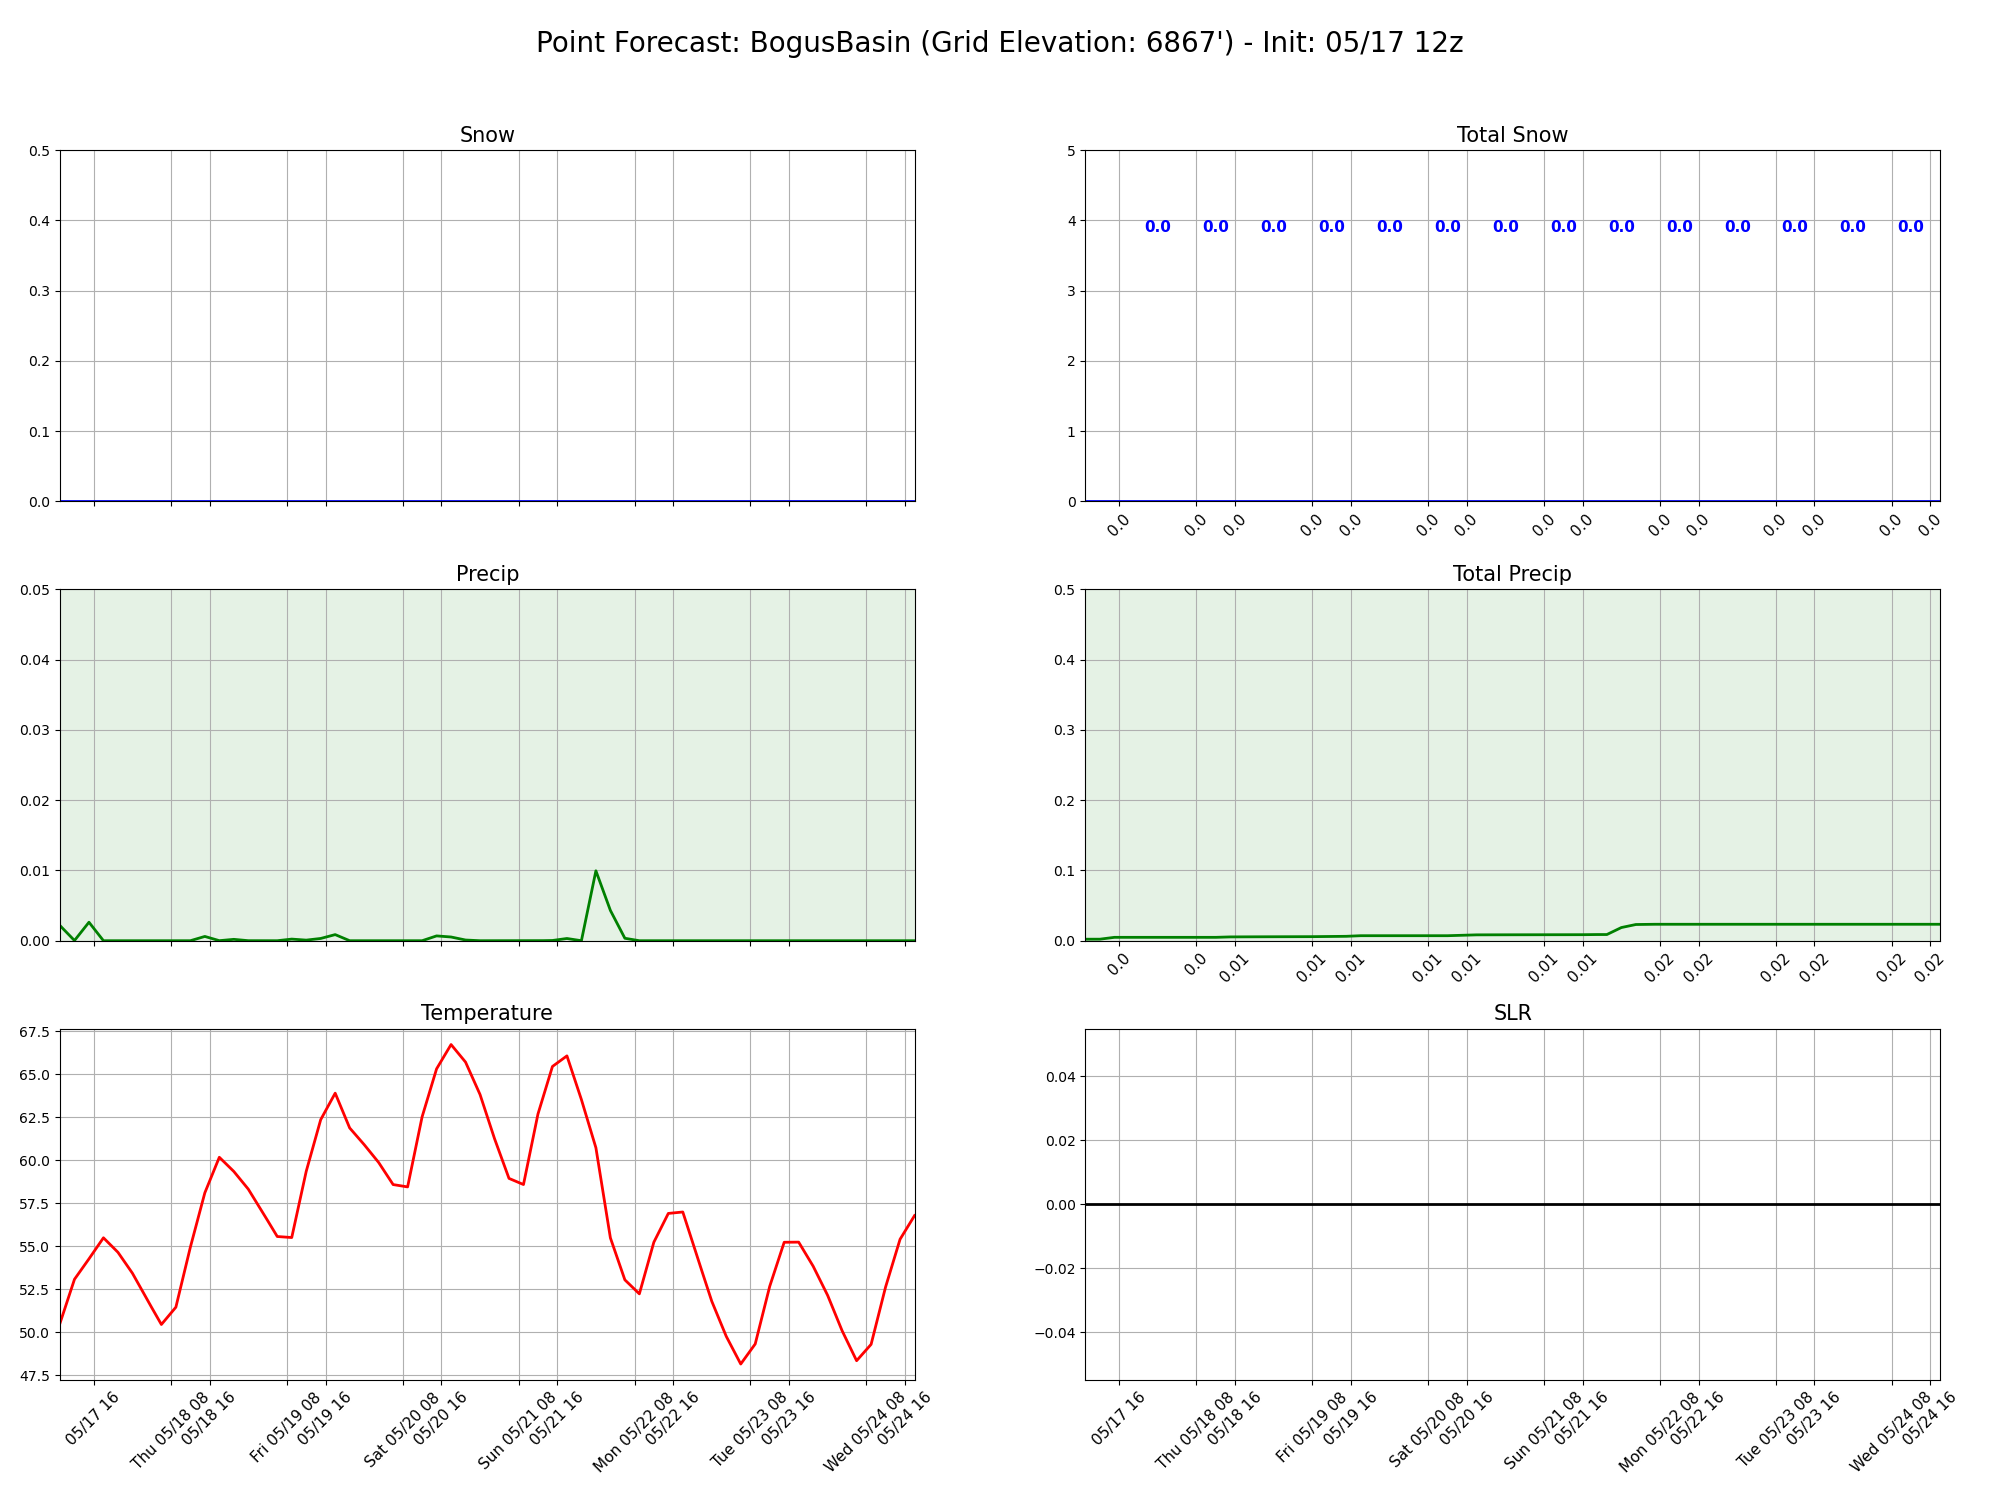 Point Forecast: BogusBasin (Grid Elevation: 6867') - Init: 05/17 12z
Snow
0.5
0.4
0.3
0.2
0.1
0.0
Total Snow
5
4
3
2
1
0
0.0 0.0 0.0 0.0 0.0 0.0 0.0 0.0 0.0 0.0 0.0 0.0 0.0 0.0
0.0 0.0 0.0 0.0 0.0 0.0 0.0 0.0 0.0 0.0 0.0 0.0 0.0 0.0 0.0
Precip
0.05
0.04
0.03
0.02
0.01
0.00
Total Precip
0.5
0.4
0.3
0.2
0.1
0.0
0.0 0.0 0.01 0.01 0.01 0.01 0.01 0.01 0.01 0.02 0.02 0.02 0.02 0.02 0.02
Temperature
67.5
65.0
62.5
60.0
57.5
55.0
52.5
50.0
47.5
05/17 16
Thu 05/18 08
05/18 16
Fri 05/19 08
05/19 16
Sat 05/20 08
05/20 16
Sun 05/21 08
05/21 16
Mon 05/22 08
05/22 16
Tue 05/23 08
05/23 16
Wed 05/24 08
05/24 16
SLR
0.04
0.02
0.00
−0.02
−0.04
05/17 16
Thu 05/18 08
05/18 16
Fri 05/19 08
05/19 16
Sat 05/20 08
05/20 16
Sun 05/21 08
05/21 16
Mon 05/22 08
05/22 16
Tue 05/23 08
05/23 16
Wed 05/24 08
05/24 16